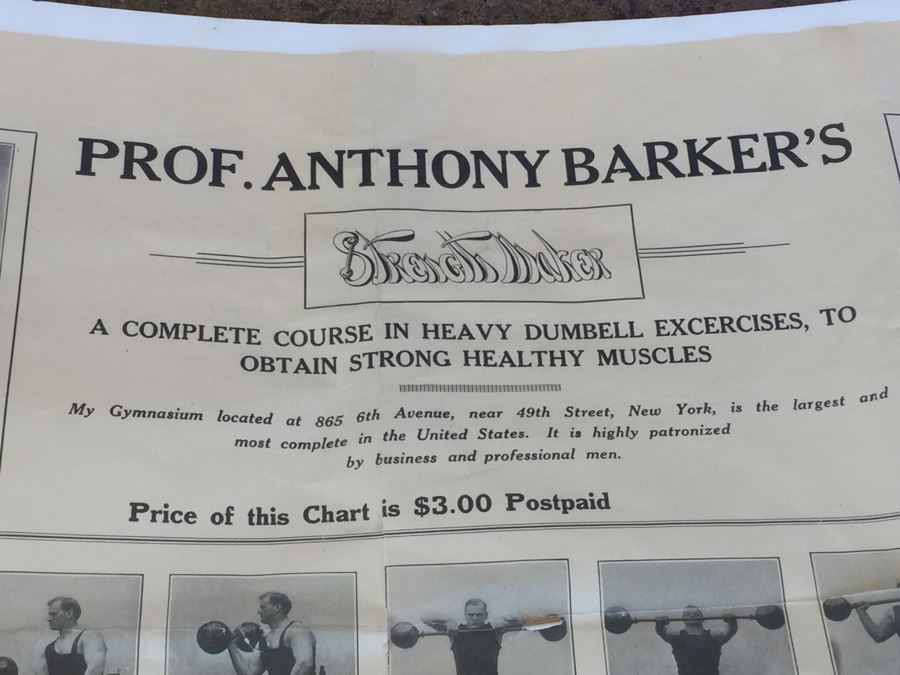 PROF. ANTHONY BARKER'S
Strength Maker
A COMPLETE COURSE IN HEAVY DUMBELL EXCERCISES, TO
OBTAIN STRONG HEALTHY MUSCLES
My Gymnasium located at 865 6th Avenue, near 49th Street, New York, is the largest and
most complete in the United States. It is highly patronized
by business and professional men.
Price of this Chart is $3.00 Postpaid